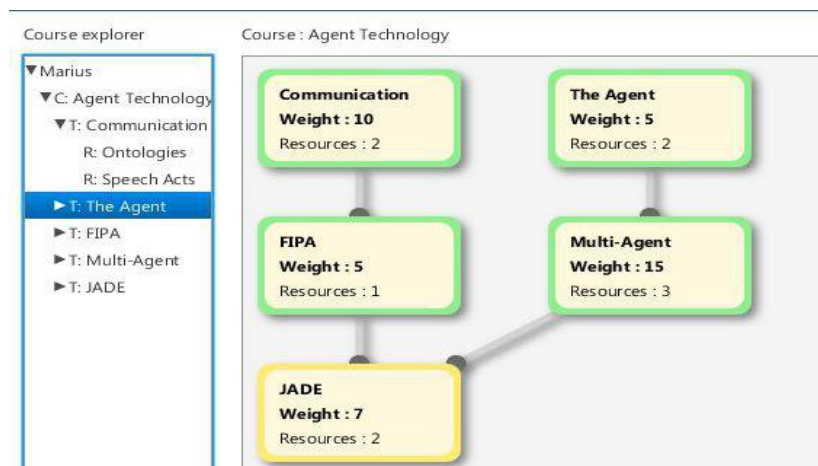 Course explorer
Course : Agent Technology
Marius
C: Agent Technology
T: Communication
R: Ontologies
R: Speech Acts
T: The Agent
T: FIPA
T: Multi-Agent
T: JADE
Communication
Weight : 10
Resources : 2
The Agent
Weight : 5
Resources : 2
FIPA
Weight : 5
Resources : 1
Multi-Agent
Weight : 15
Resources : 3
JADE
Weight : 7
Resources : 2